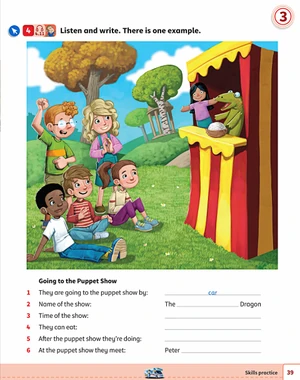 3
4 Listen and write. There is one example.
Going to the Puppet Show
1 They are going to the puppet show by: car
2 Name of the show: The Dragon
3 Time of the show:
4 They can eat:
5 After the puppet show they're doing:
6 At the puppet show they meet: Peter
Skills practice 39